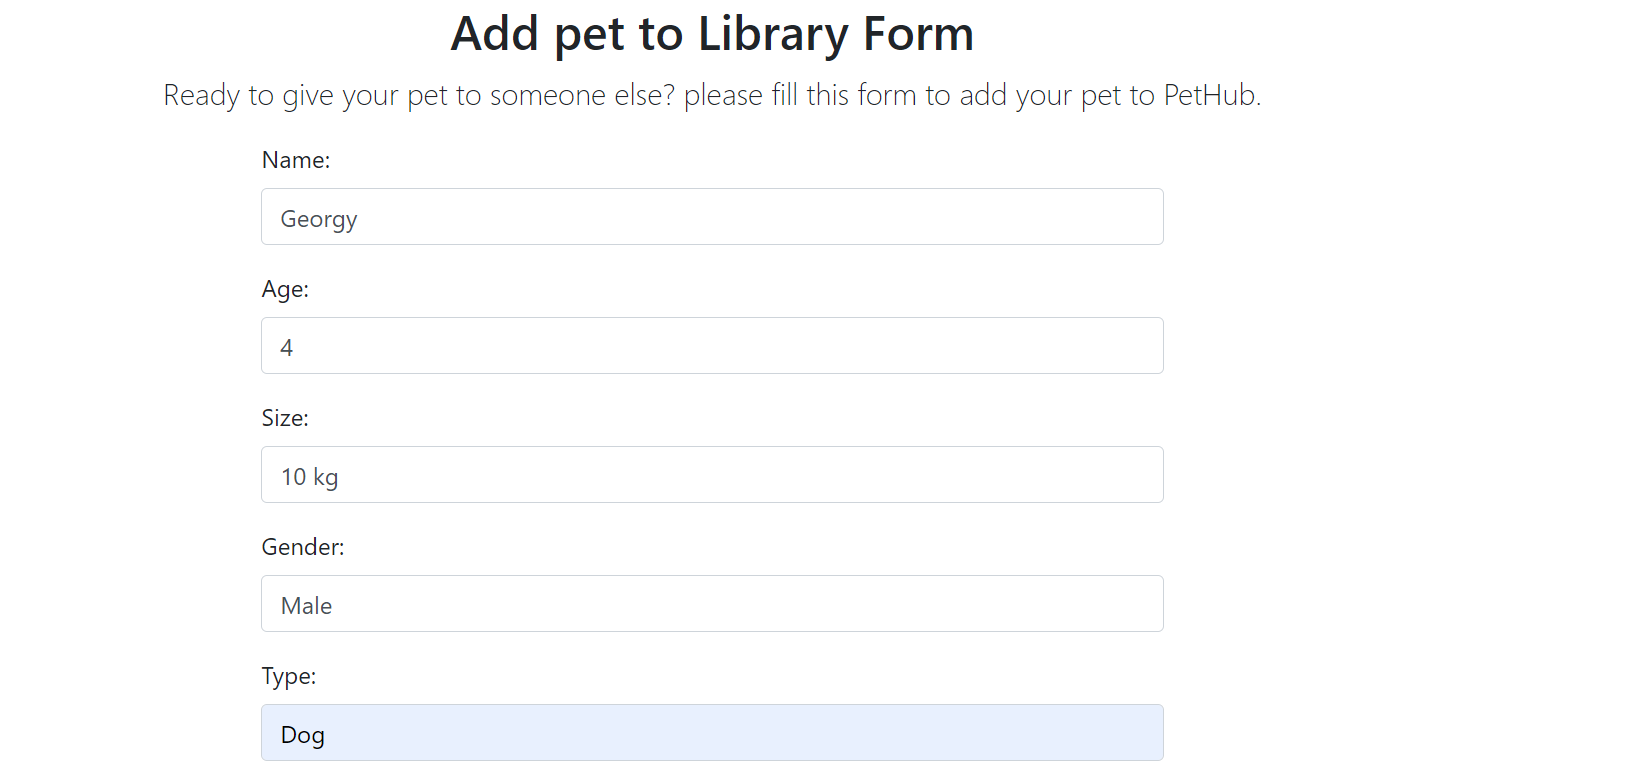 Add pet to Library Form
Ready to give your pet to someone else? please fill this form to add your pet to PetHub.
Name:
Georgy
Age:
4
Size:
10 kg
Gender:
Male
Type:
Dog